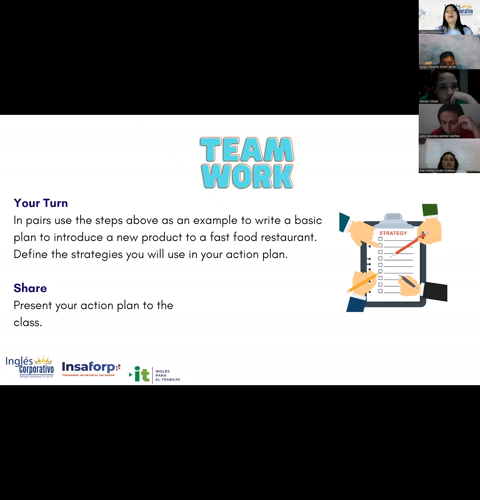 TEAM
WORK
Your Turn
In pairs use the steps above as an example to write a basic
plan to introduce a new product to a fast food restaurant.
Define the strategies you will use in your action plan.
STRATEGY
Share
Present your action plan to the
class.
Inglés
Corporativo
Insaforp
it
INGLÉS
PARA
EL TRABAJO